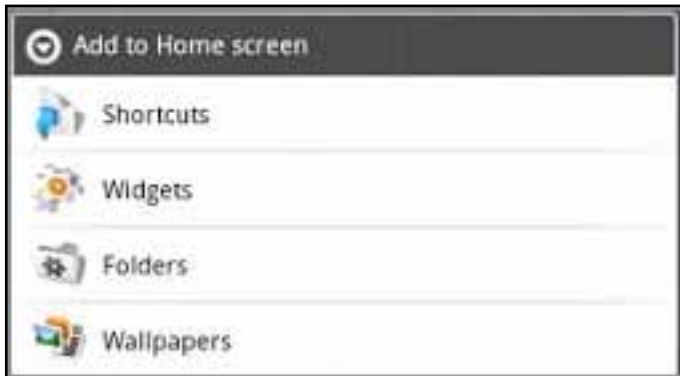 Add to Home screen
Shortcuts
Widgets
Folders
Wallpapers